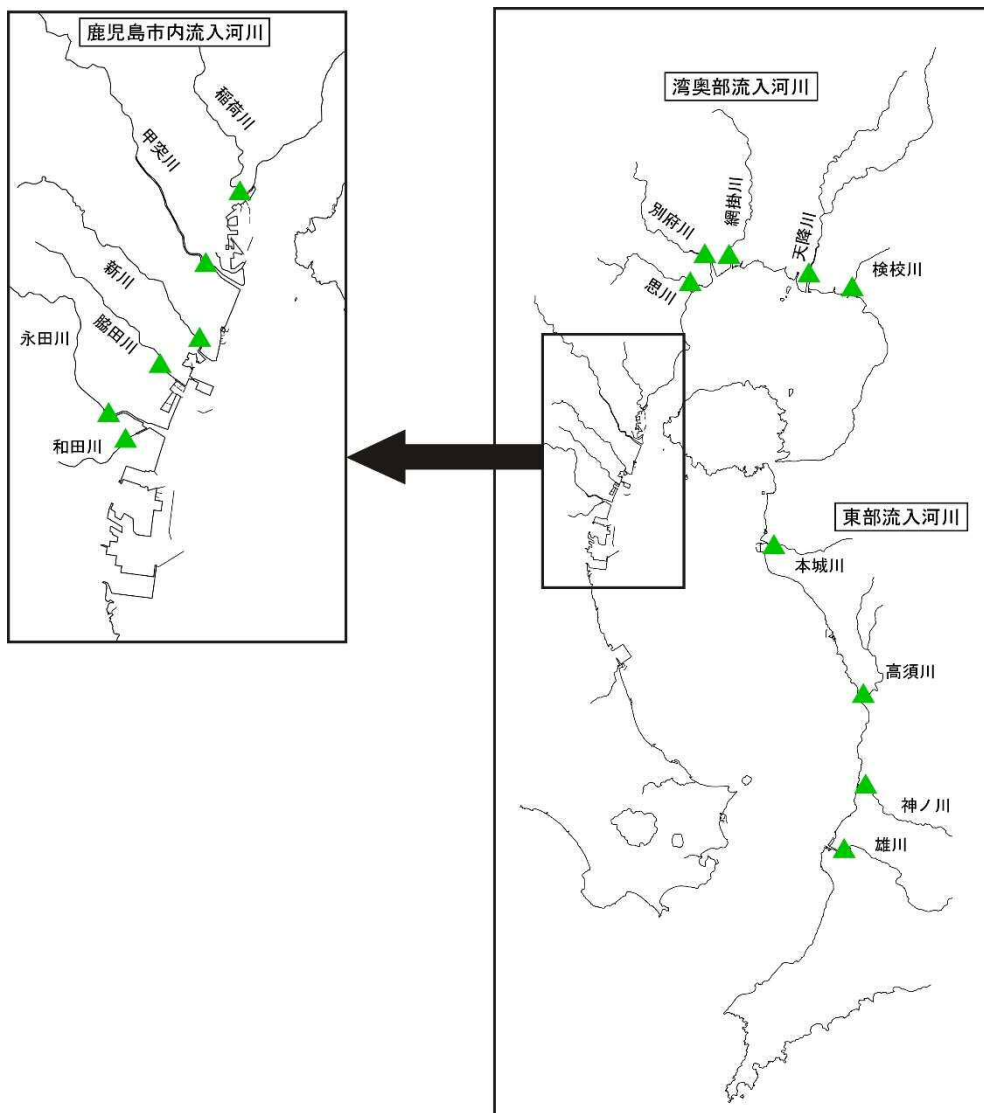 鹿児島市内流入河川
稲荷川
甲突川
新川
脇田川
永田川
和田川
湾奥部流入河川
網掛川
別府川
天降川
検校川
思川
東部流入河川
本城川
高須川
神ノ川
雄川